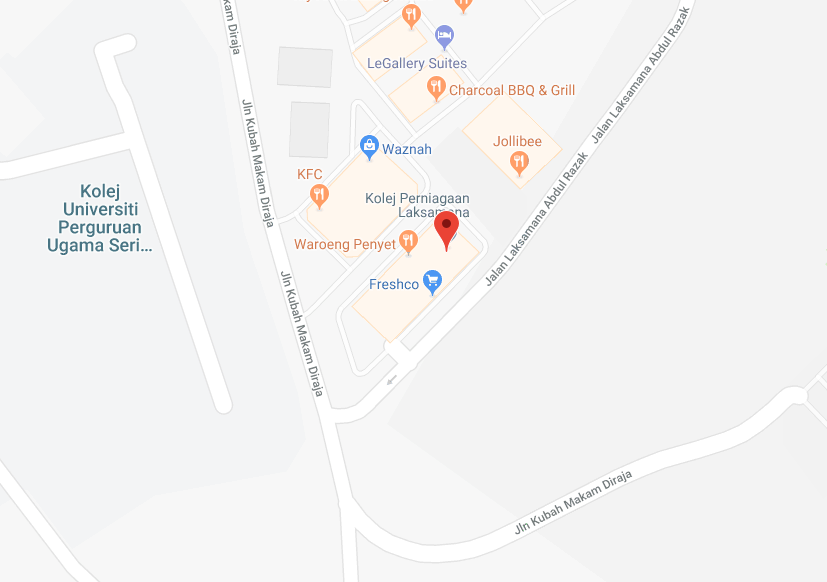 kam Diraja
Jalan Laksamana Abdul Razak
LeGallery Suites
Charcoal BBQ & Grill
Jln Kubah Makam Diraja
Jollibee
Waznah
KFC
Kolej
Universiti
Perguruan
Ugama Seri...
Kolej Perniagaan
Laksamana
Waroeng Penyet
Jalan Laksamana Abdul Razak
Freshco
Jln Kubah Makam Diraja
Jln Kubah Makam Diraja